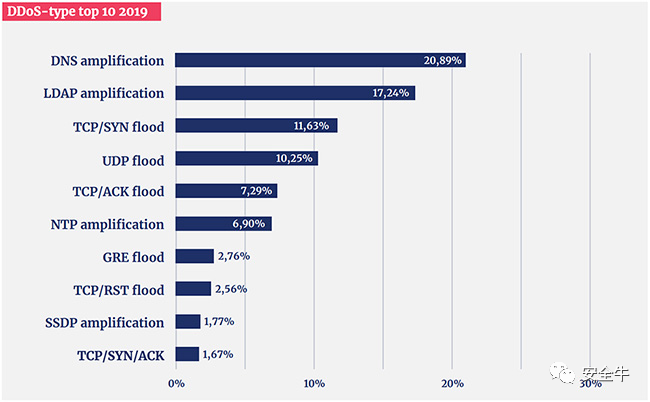 DDoS-type top 10 2019
DNS amplification 20,89%
LDAP amplification 17,24%
TCP/SYN flood 11,63%
UDP flood 10,25%
TCP/ACK flood 7,29%
NTP amplification 6,90%
GRE flood 2,76%
TCP/RST flood 2,56%
SSDP amplification 1,77%
TCP/SYN/ACK 1,67%
0% 10% 20% 30%
安全牛